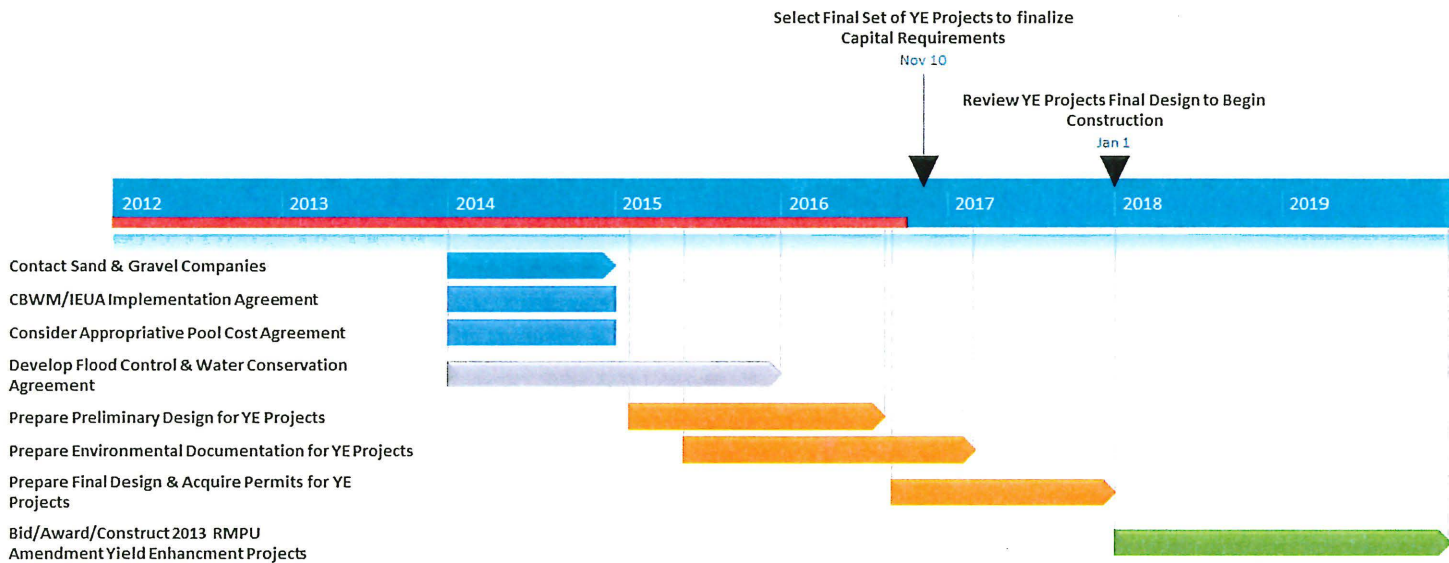 Select Final Set of YE Projects to finalize
Capital Requirements
Nov 10
Review YE Projects Final Design to Begin
Construction
Jan 1
2012 2013 2014 2015 2016 2017 2018 2019
Contact Sand & Gravel Companies
CBWM/IEUA Implementation Agreement
Consider Appropriative Pool Cost Agreement
Develop Flood Control & Water Conservation
Agreement
Prepare Preliminary Design for YE Projects
Prepare Environmental Documentation for YE Projects
Prepare Final Design & Acquire Permits for YE
Projects
Bid/Award/Construct 2013 RMPU
Amendment Yield Enhancment Projects